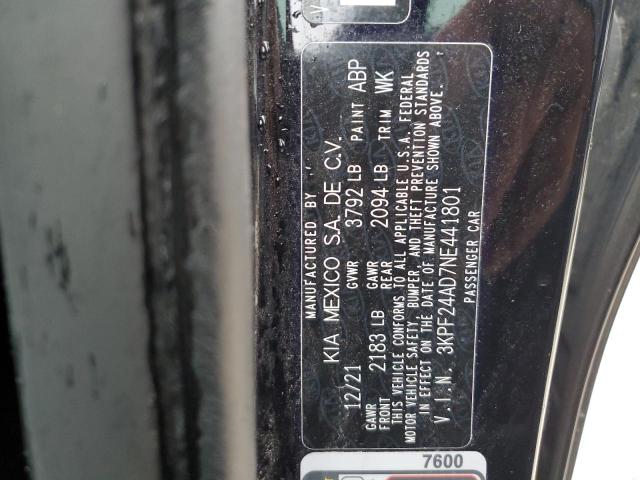 MANUFACTURED BY
KIA MEXICO S.A. DE C.V.
12/21 GVWR 3792 LB PAINT ABP
GAWR FRONT 2183 LB GAWR REAR 2094 LB TRIM WK
THIS VEHICLE CONFORMS TO ALL APPLICABLE U.S.A. FEDERAL
MOTOR VEHICLE SAFETY, BUMPER, AND THEFT PREVENTION STANDARDS
IN EFFECT ON THE DATE OF MANUFACTURE SHOWN ABOVE.
V.I.N. 3KPF24AD7NE441801
PASSENGER CAR
7600